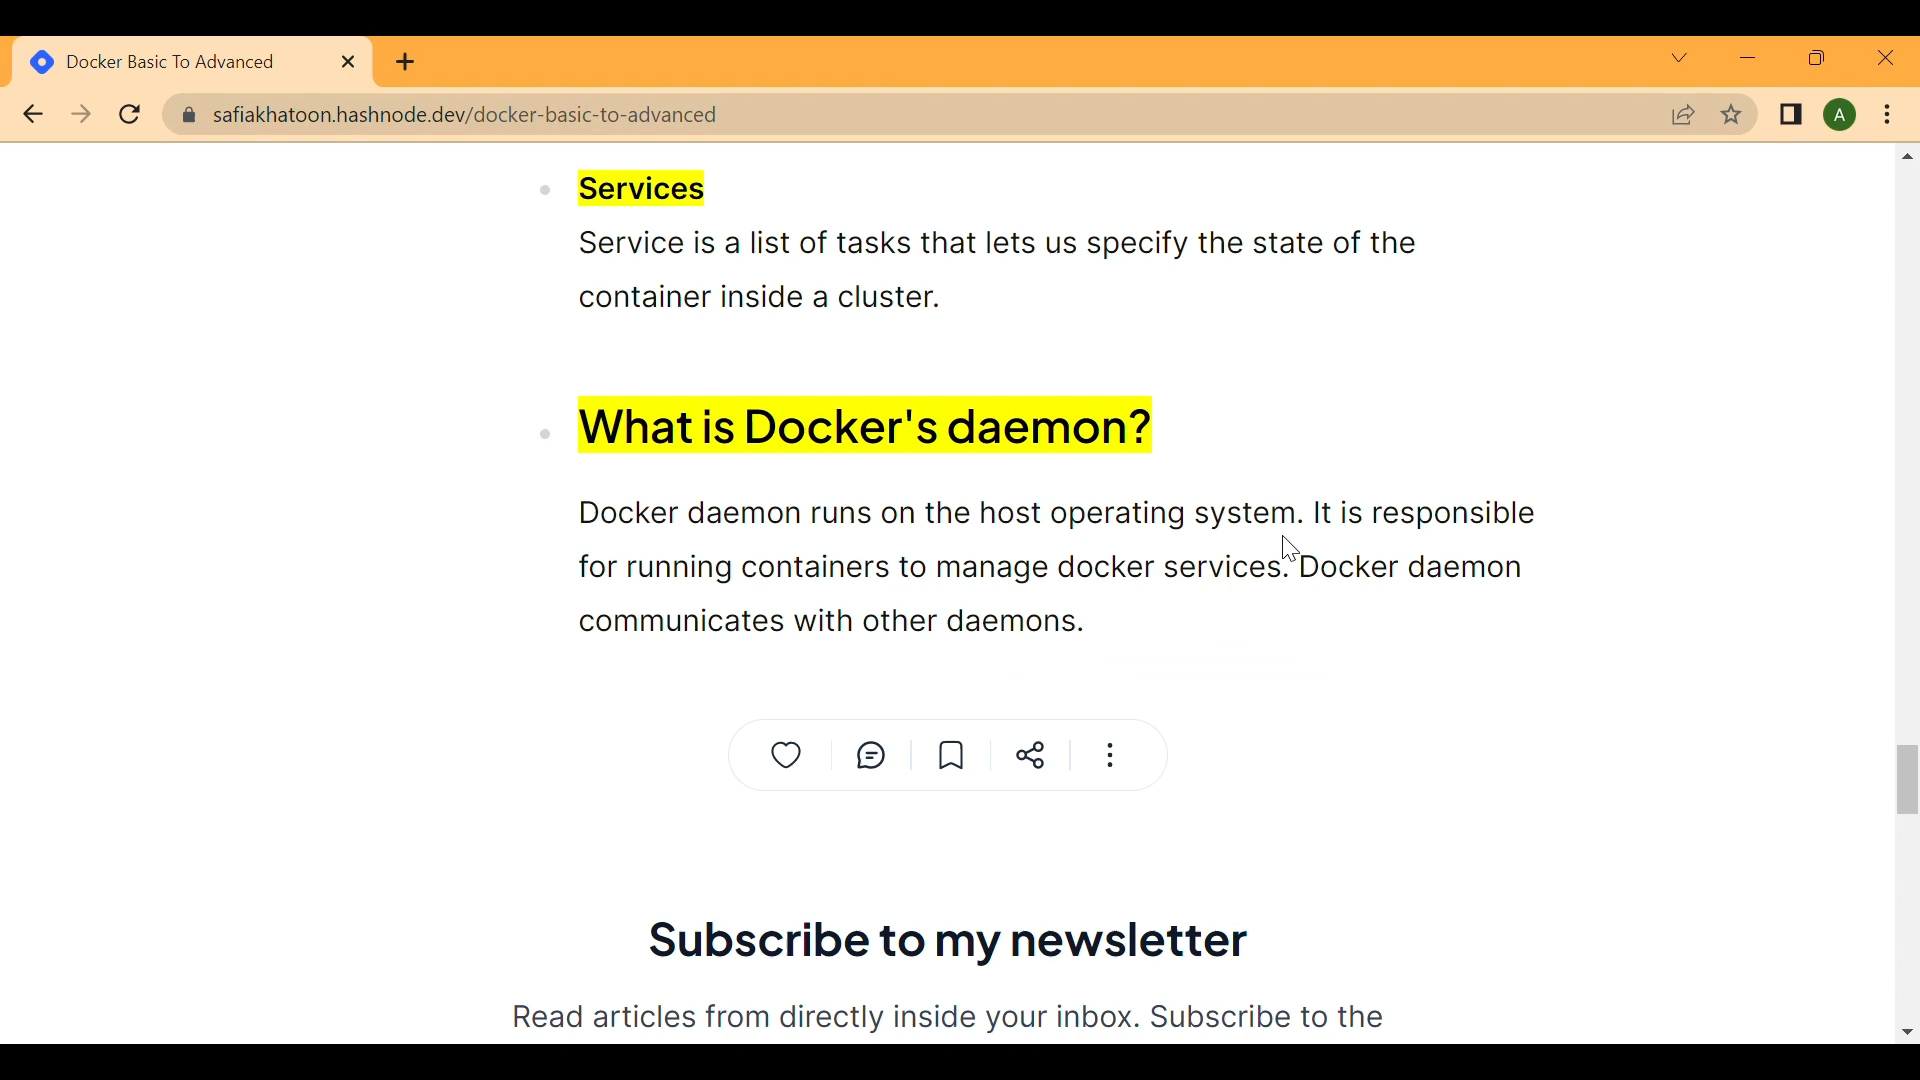 Docker Basic To Advanced
safiakhatoon.hashnode.dev/docker-basic-to-advanced
A
Services
Service is a list of tasks that lets us specify the state of the
container inside a cluster.
What is Docker's daemon?
Docker daemon runs on the host operating system. It is responsible
for running containers to manage docker services. Docker daemon
communicates with other daemons.
Subscribe to my newsletter
Read articles from directly inside your inbox. Subscribe to the